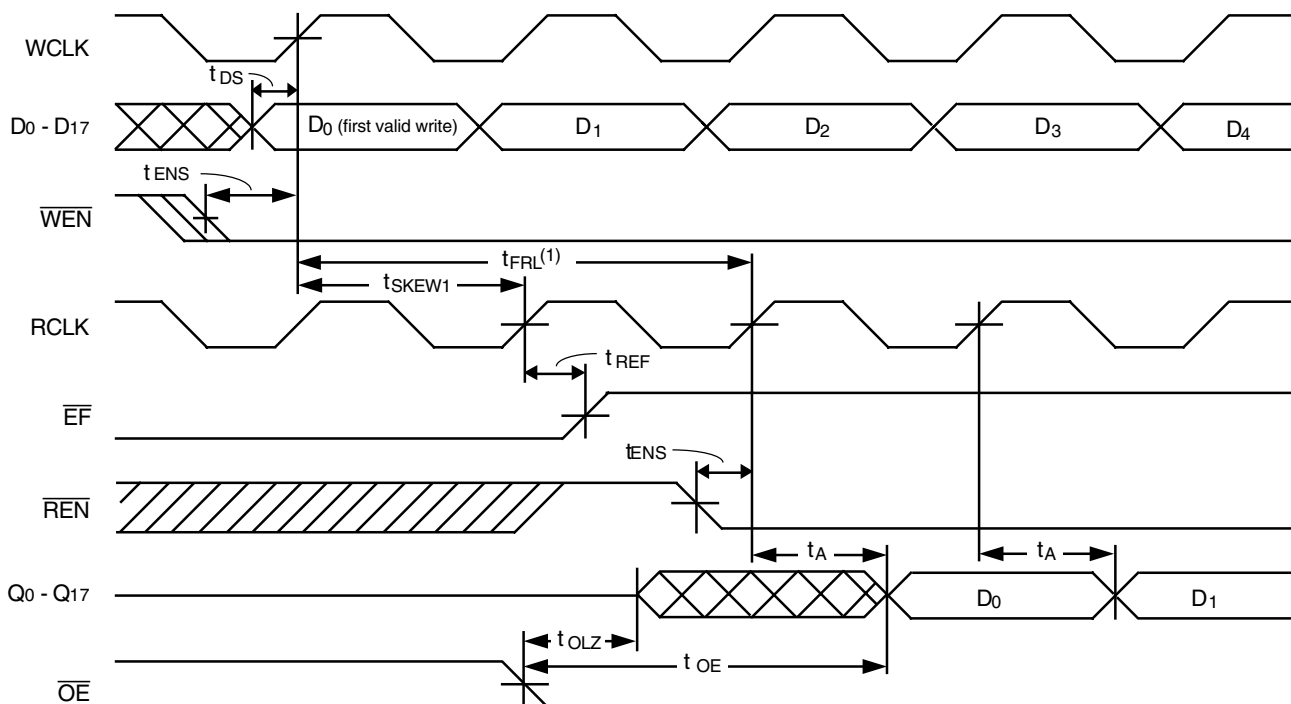 WCLK
tDS
D0 - D17
D0 (first valid write)
D1
D2
D3
D4
tENS
WEN
tFRL(1)
tSKEW1
RCLK
tREF
EF
tENS
REN
tA
tA
Q0 - Q17
D0
D1
tOLZ
tOE
OE